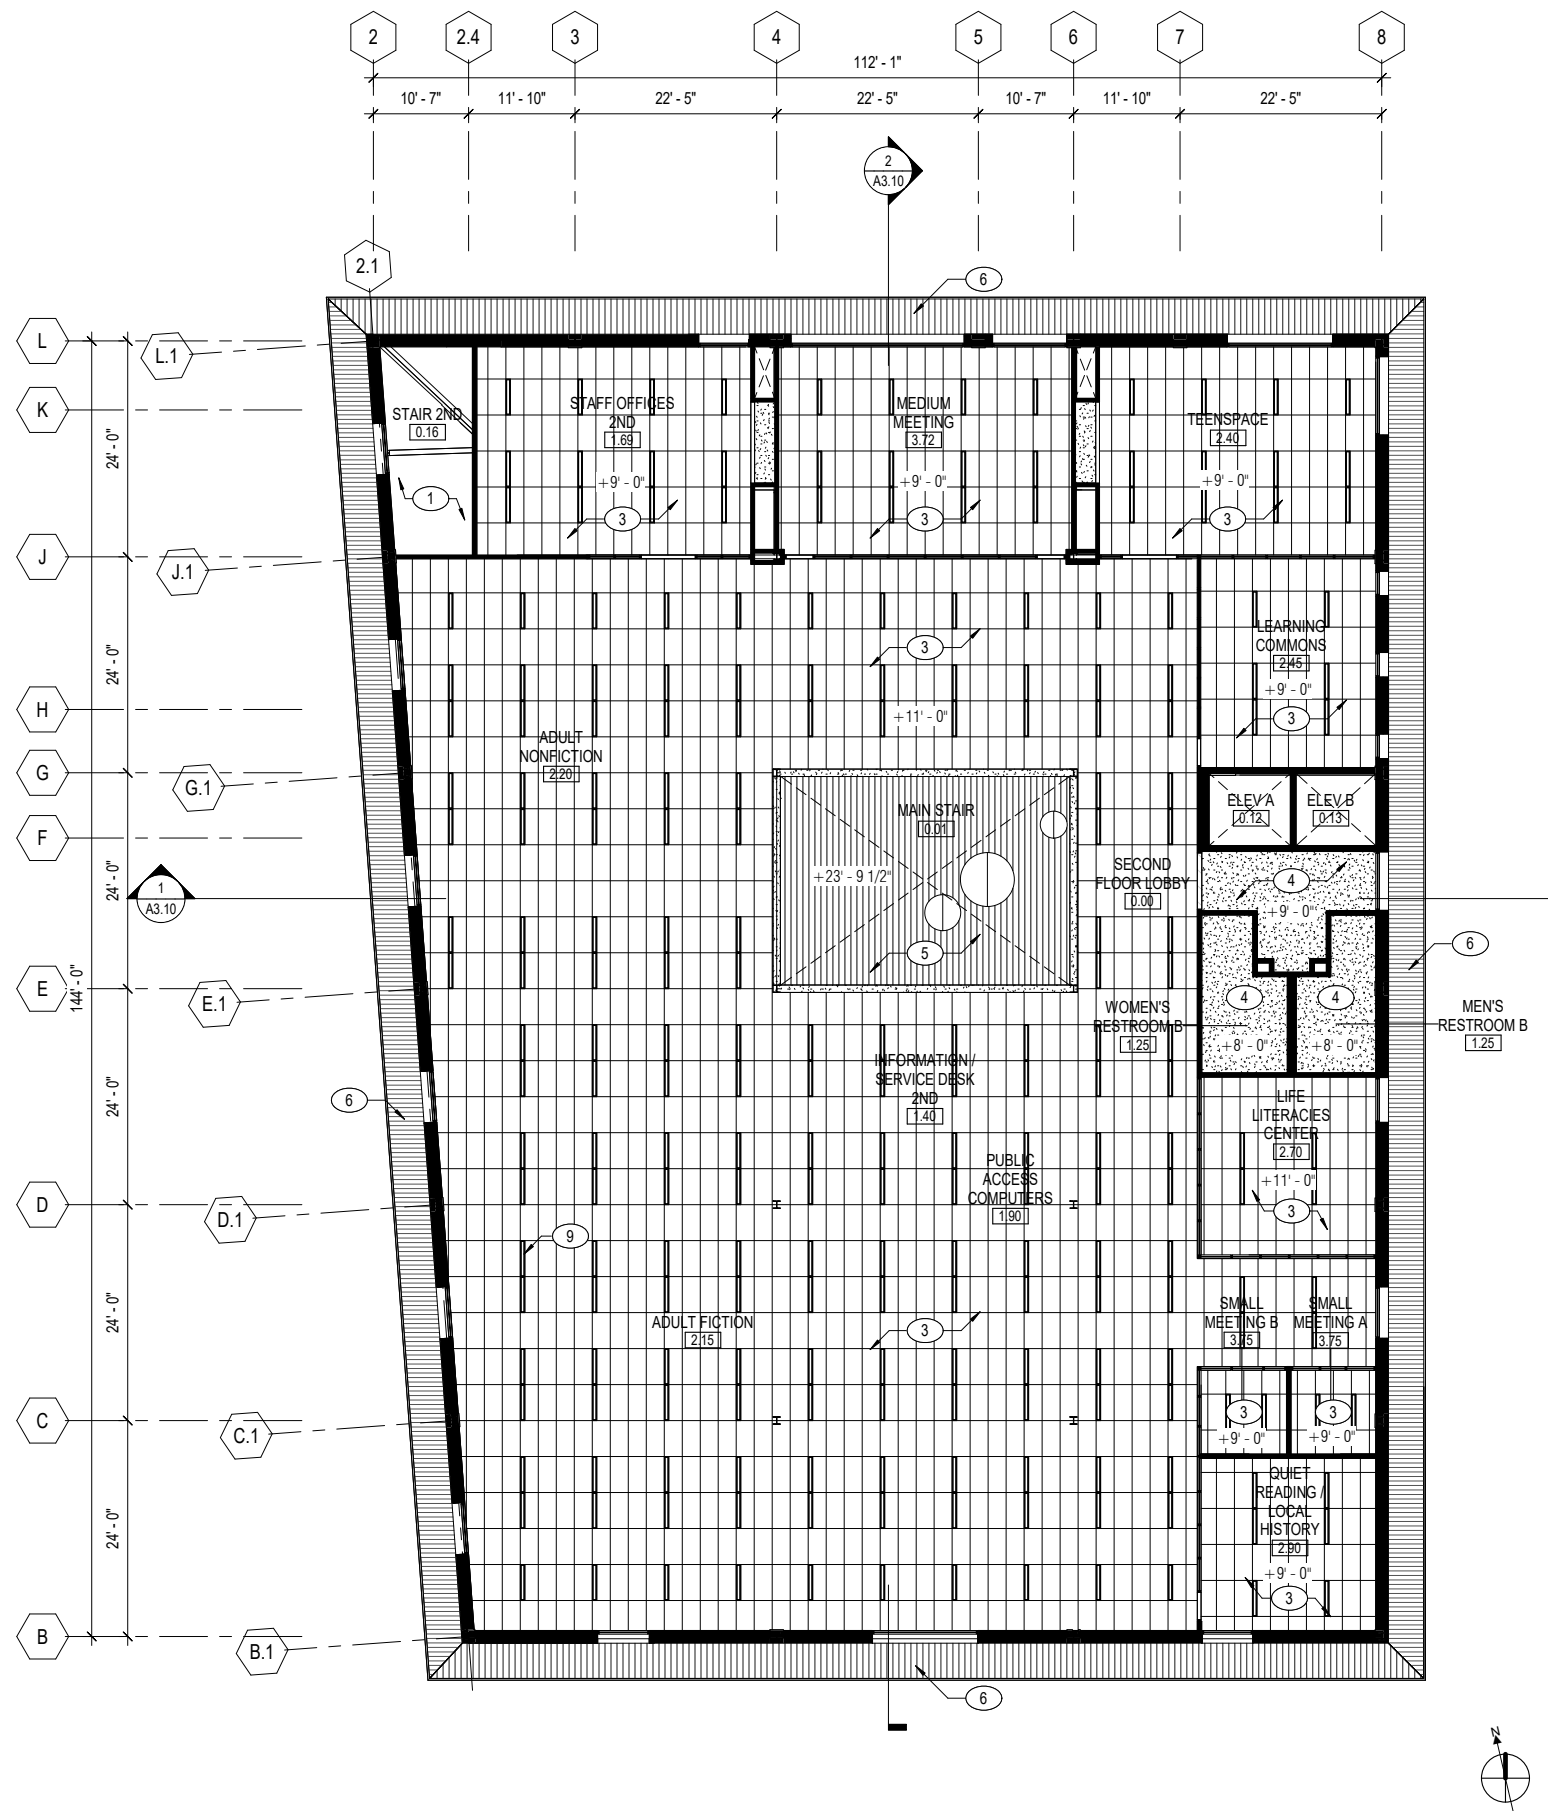 2
2.4
3
4
5
6
7
8
112' - 1"
10' - 7"
11' - 10"
22' - 5"
22' - 5"
10' - 7"
11' - 10"
22' - 5"
2
A3.10
2.1
6
L
L.1
K
STAIR 2ND
0.16
STAFF OFFICES
2ND
1.69
MEDIUM
MEETING
3.72
TEENSPACE
2.40
24' - 0"
+9' - 0"
+9' - 0"
+9' - 0"
1
3
3
3
J
J.1
LEARNING
COMMONS
2.45
+9' - 0"
3
24' - 0"
3
H
+11' - 0"
ADULT
NONFICTION
2.20
G
G.1
MAIN STAIR
0.01
ELEV A
0.12
ELEV B
0.13
F
24' - 0"
1
A3.10
+23' - 9 1/2"
SECOND
FLOOR LOBBY
0.00
4
+9' - 0"
5
6
E
144' - 0"
E.1
4
4
WOMEN'S
RESTROOM B
1.25
MEN'S
RESTROOM B
1.25
+8' - 0"
+8' - 0"
INFORMATION /
SERVICE DESK
2ND
1.40
24' - 0"
6
LIFE
LITERACIES
CENTER
2.70
+11' - 0"
3
PUBLIC
ACCESS
COMPUTERS
1.90
D
D.1
9
24' - 0"
ADULT FICTION
2.15
3
SMALL
MEETING B
3.75
SMALL
MEETING A
3.75
C
C.1
3
3
+9' - 0"
+9' - 0"
24' - 0"
QUIET
READING /
LOCAL
HISTORY
2.90
+9' - 0"
3
B
B.1
6
N